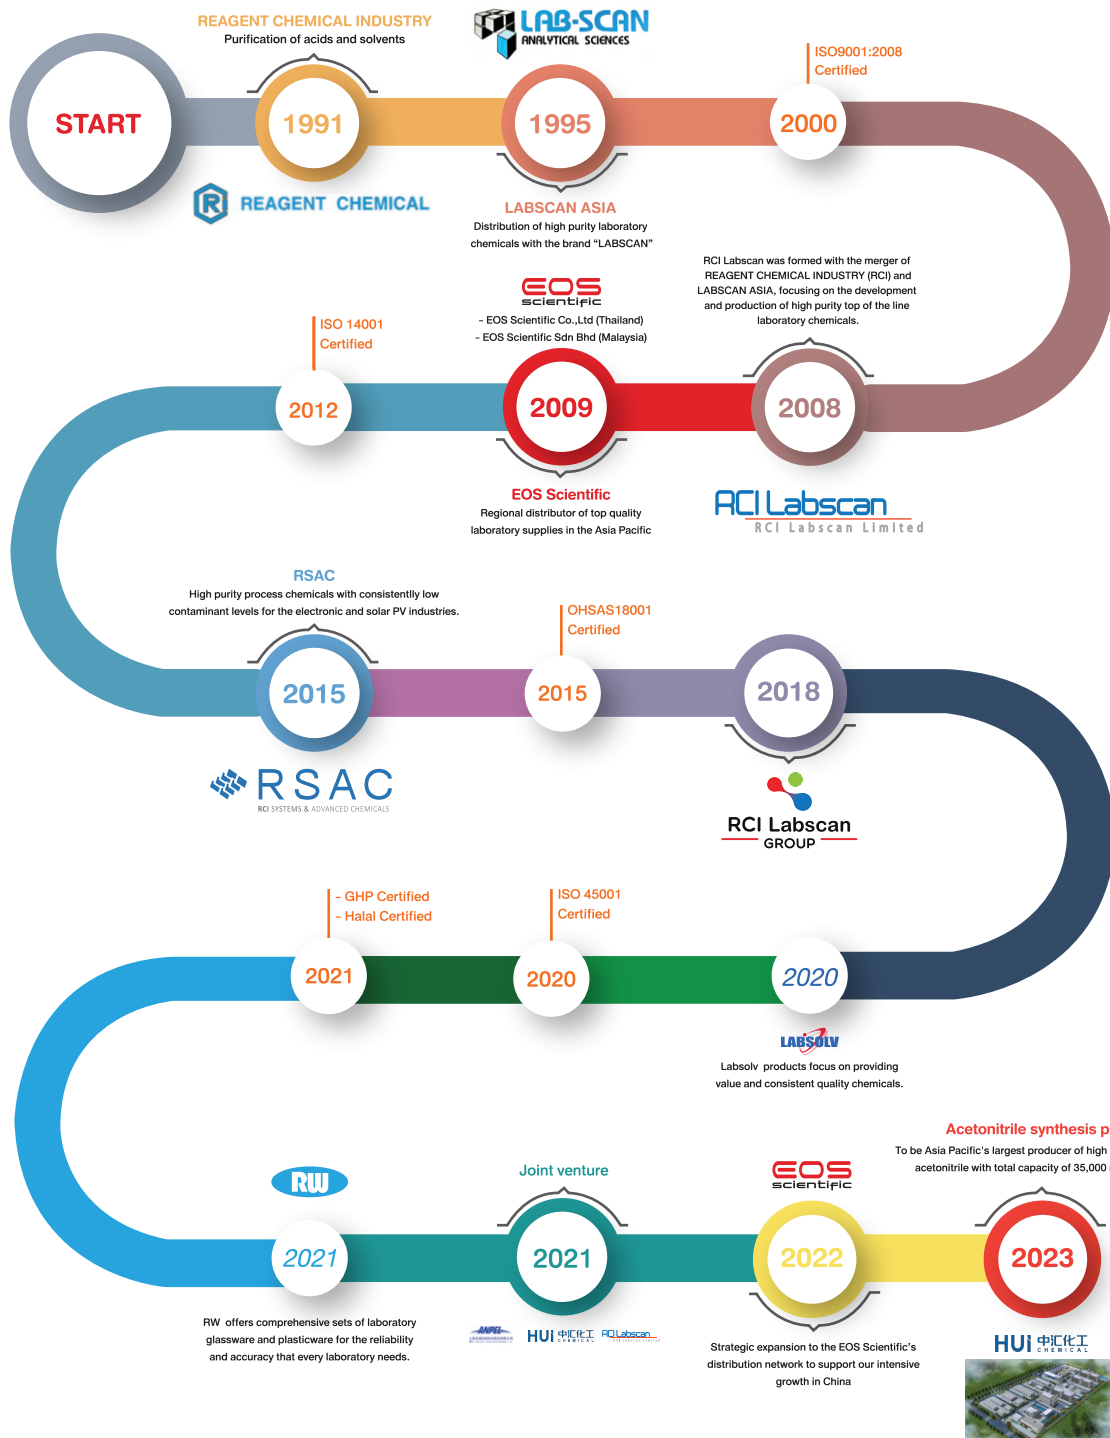 REAGENT CHEMICAL INDUSTRY
Purification of acids and solvents
LAB-SCAN
ANALYTICAL SCIENCES
ISO9001:2008
Certified
START
1991
1995
2000
REAGENT CHEMICAL
LABSCAN ASIA
Distribution of high purity laboratory
chemicals with the brand “LABSCAN”
RCI Labscan was formed with the merger of
REAGENT CHEMICAL INDUSTRY (RCI) and
LABSCAN ASIA, focusing on the development
and production of high purity top of the line
laboratory chemicals.
EOS
scientific
- EOS Scientific Co.,Ltd (Thailand)
- EOS Scientific Sdn Bhd (Malaysia)
ISO 14001
Certified
2012
2009
2008
EOS Scientific
Regional distributor of top quality
laboratory supplies in the Asia Pacific
RCI Labscan
RCI Labscan Limited
RSAC
High purity process chemicals with consistentlly low
contaminant levels for the electronic and solar PV industries.
OHSAS18001
Certified
2015
2015
2018
RSAC
RCI SYSTEMS & ADVANCED CHEMICALS
RCI Labscan
GROUP
- GHP Certified
- Halal Certified
ISO 45001
Certified
2021
2020
2020
LABSOLV
Labsolv products focus on providing
value and consistent quality chemicals.
Acetonitrile synthesis p
To be Asia Pacific's largest producer of high
acetonitrile with total capacity of 35,000
RW
Joint venture
EOS
scientific
2021
2021
2022
2023
RW offers comprehensive sets of laboratory
glassware and plasticware for the reliability
and accuracy that every laboratory needs.
ANPEL
HUI 中汇化工
CHEMICAL
RCI Labscan
RCI Labscan Limited
Strategic expansion to the EOS Scientific's
distribution network to support our intensive
growth in China
HUI 中汇化工
CHEMICAL